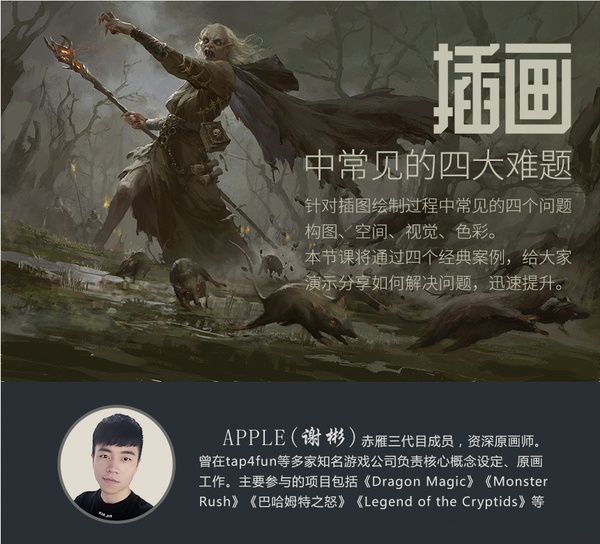 插画
中常见的四大难题
针对插图绘制过程中常见的四个问题
构图、空间、视觉、色彩。
本节课将通过四个经典案例，给大家
演示分享如何解决问题，迅速提升。
APPLE(谢彬)赤雁三代目成员，资深原画师。
曾在tap4fun等多家知名游戏公司负责核心概念设定、原画
工作。主要参与的项目包括《Dragon Magic》《Monster
Rush》《巴哈姆特之怒》《Legend of the Cryptids》等